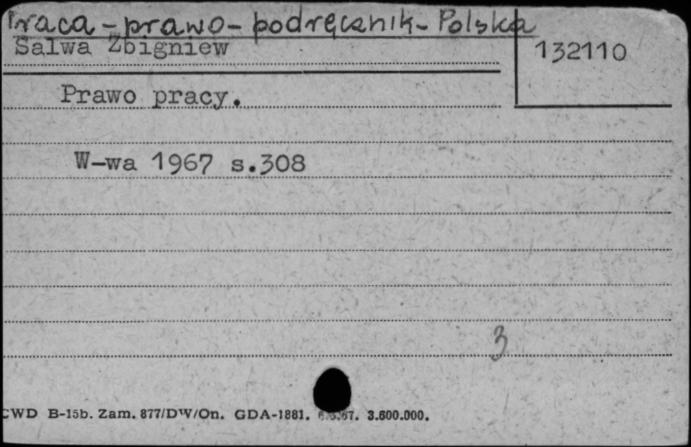 Praca - prawo - podręcznik - Polska
Salwa Zbigniew
132110
Prawo pracy.
W-wa 1967 s.308
3
CWD B-15b. Zam. 877/DW/On. GDA-1881. 3.600.000.